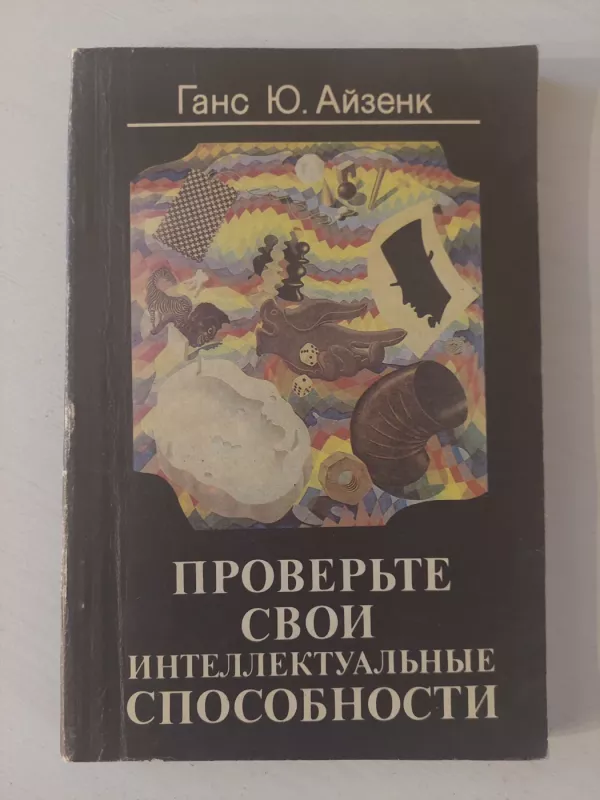 Ганс Ю. Айзенк
ПРОВЕРЬТЕ
СВОИ
ИНТЕЛЛЕКТУАЛЬНЫЕ
СПОСОБНОСТИ